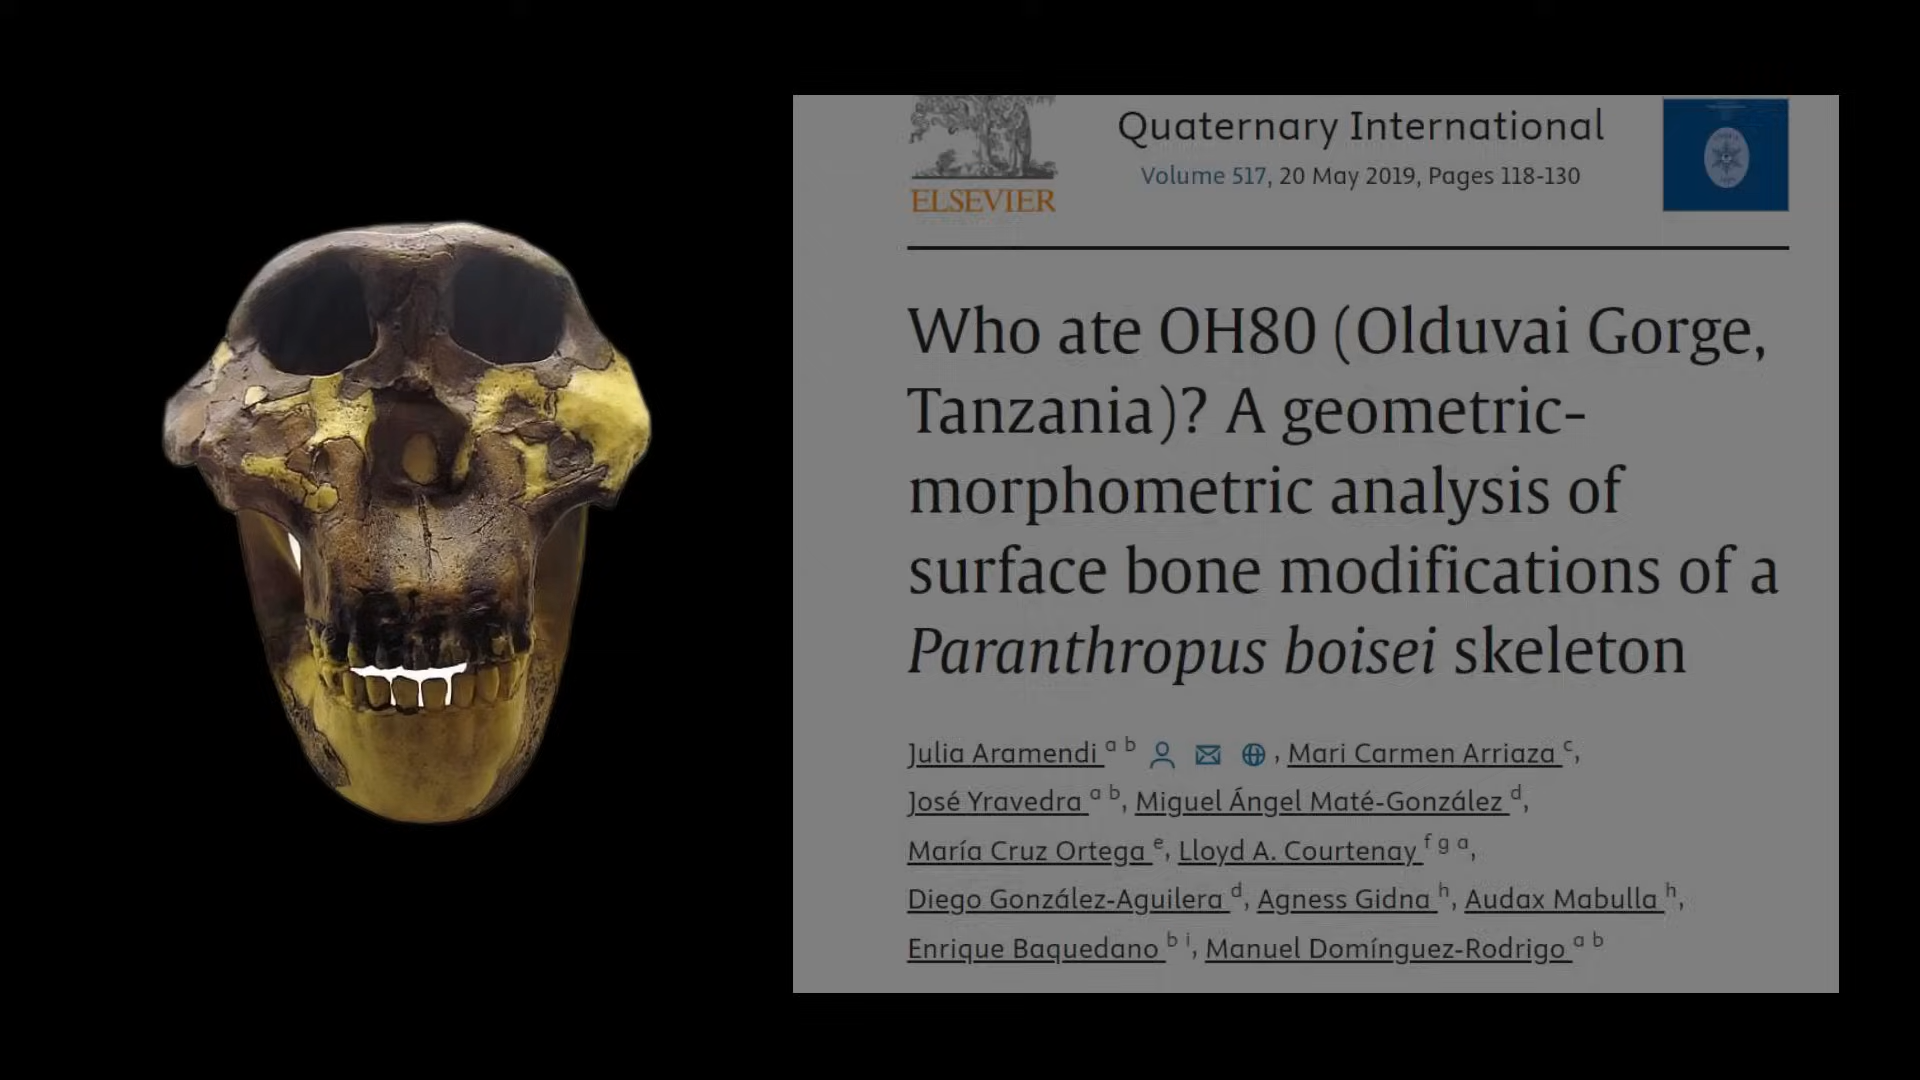 ELSEVIER
Quaternary International
Volume 517, 20 May 2019, Pages 118-130
Who ate OH80 (Olduvai Gorge,
Tanzania)? A geometric-
morphometric analysis of
surface bone modifications of a
Paranthropus boisei skeleton
Julia Aramendi a b , Mari Carmen Arriaza c,
José Yravedra a b, Miguel Ángel Maté-González d,
María Cruz Ortega e, Lloyd A. Courtenay f g a,
Diego González-Aguilera d, Agness Gidna h, Audax Mabulla h,
Enrique Baquedano b i, Manuel Domínguez-Rodrigo a b